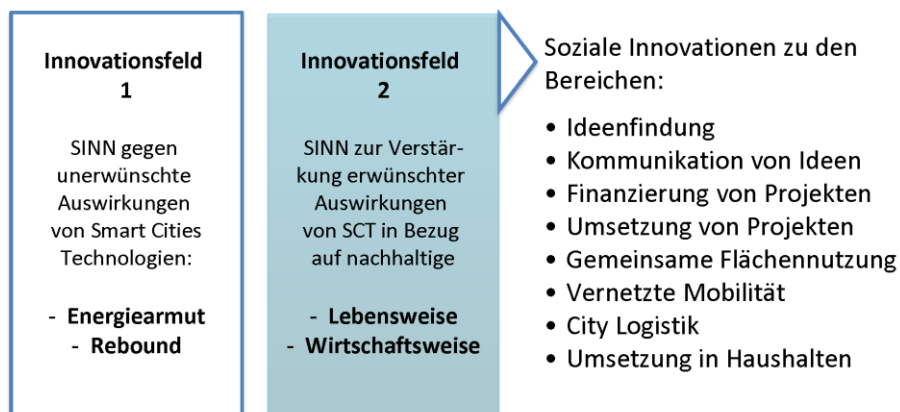 Innovationsfeld
1
SINN gegen
unerwünschte
Auswirkungen
von Smart Cities
Technologien:
- Energiearmut
- Rebound
Innovationsfeld
2
SINN zur Verstär-
kung erwünschter
Auswirkungen
von SCT in Bezug
auf nachhaltige
- Lebensweise
- Wirtschaftsweise
Soziale Innovationen zu den
Bereichen:
• Ideenfindung
• Kommunikation von Ideen
• Finanzierung von Projekten
• Umsetzung von Projekten
• Gemeinsame Flächennutzung
• Vernetzte Mobilität
• City Logistik
• Umsetzung in Haushalten